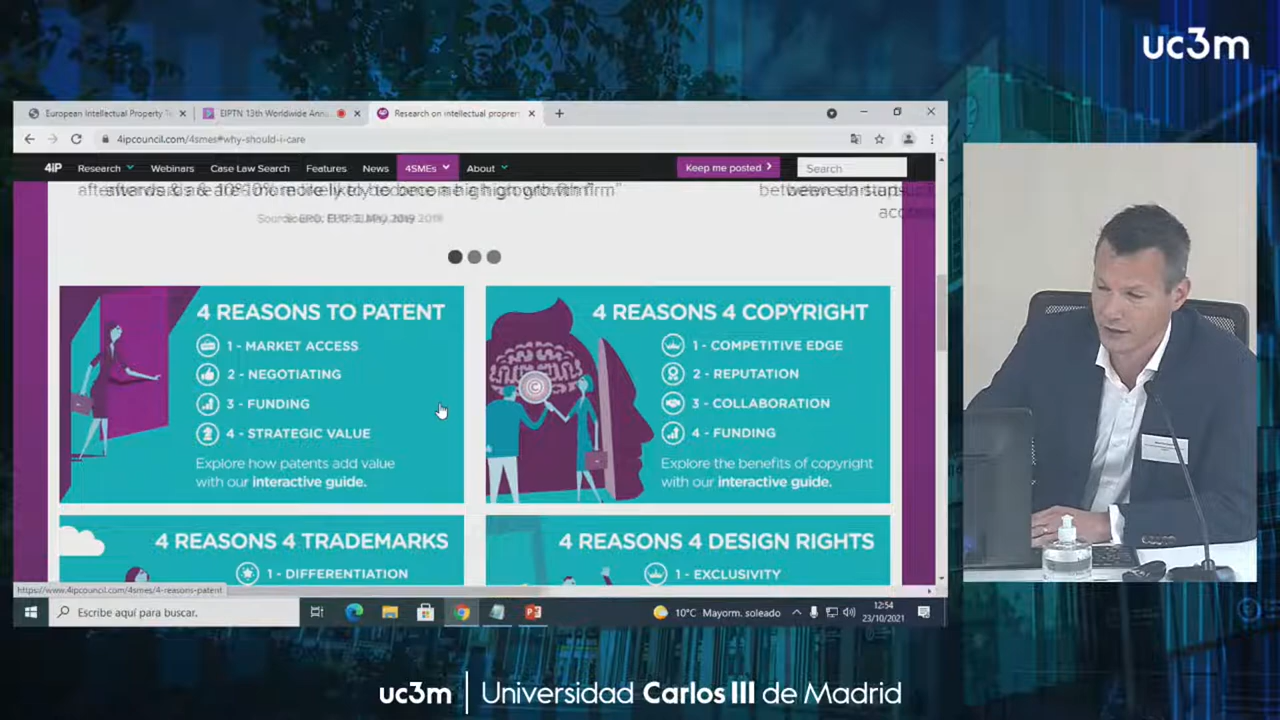 uc3m
European Intellectual Property T
EIPTN 13th Worldwide Annu
Research on intellectual propert
4ipcouncil.com/4smes#why-should-i-care
4iP
Research
Webinars
Case Law Search
Features
News
4SMEs
About
Keep me posted
Search
4 REASONS TO PATENT
1 - MARKET ACCESS
2 - NEGOTIATING
3 - FUNDING
4 - STRATEGIC VALUE
Explore how patents add value
with our interactive guide.
4 REASONS 4 COPYRIGHT
1 - COMPETITIVE EDGE
2 - REPUTATION
3 - COLLABORATION
4 - FUNDING
Explore the benefits of copyright
with our interactive guide.
4 REASONS 4 TRADEMARKS
1 - DIFFERENTIATION
4 REASONS 4 DESIGN RIGHTS
1 - EXCLUSIVITY
https://www.4ipcouncil.com/4smes/4-reasons-patent
Escribe aquí para buscar.
10°C Mayorm. soleado
12:54
23/10/2021
uc3m | Universidad Carlos III de Madrid